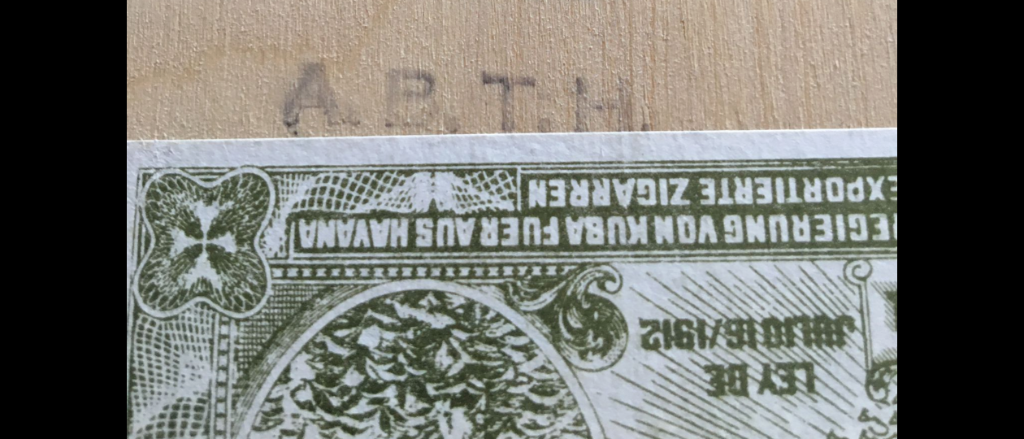 A.B.T.H.
LEY DE
JULIO 16/1912
REGIERUNG VON KUBA FUER AUS HAVANA
EXPORTIERTE ZIGARREN